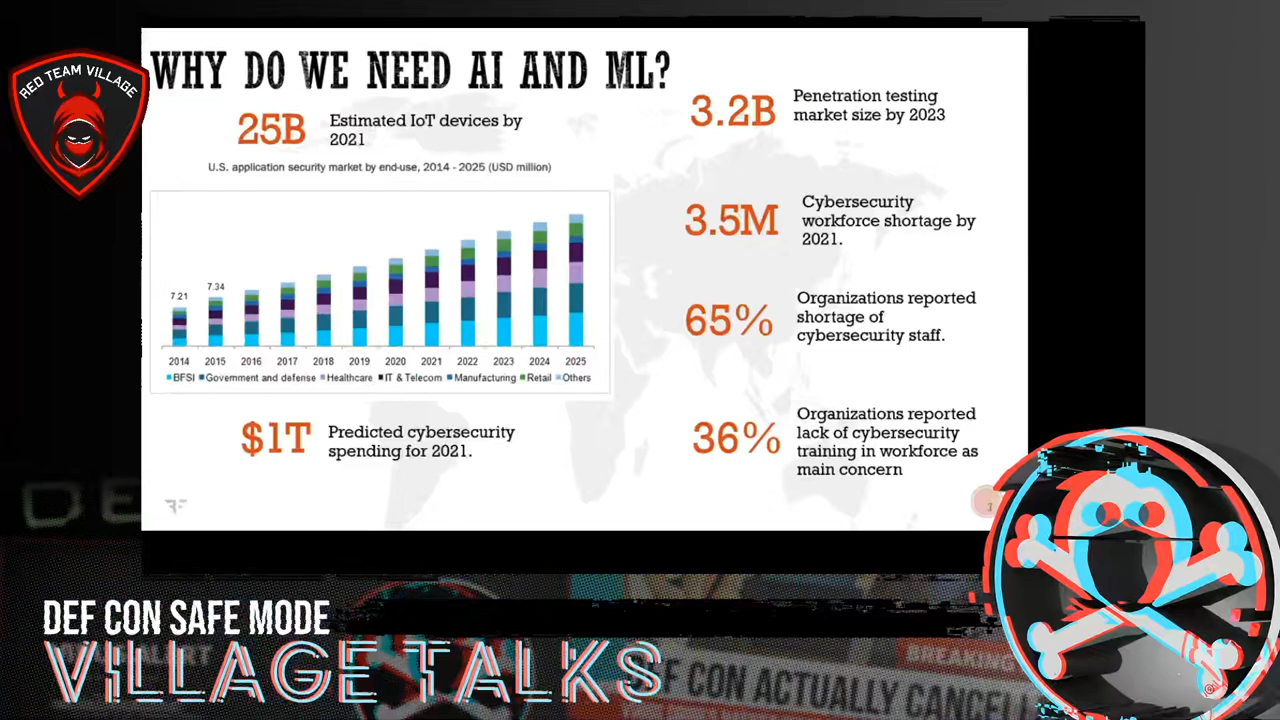 RED TEAM VILLAGE
WHY DO WE NEED AI AND ML?
25B
Estimated IoT devices by
2021
U.S. application security market by end-use, 2014 - 2025 (USD million)
7.21
7.34
2014 2015 2016 2017 2018 2019 2020 2021 2022 2023 2024 2025
BFSI Government and defense Healthcare IT & Telecom Manufacturing Retail Others
$1T
Predicted cybersecurity
spending for 2021.
3.2B
Penetration testing
market size by 2023
3.5M
Cybersecurity
workforce shortage by
2021.
65%
Organizations reported
shortage of
cybersecurity staff.
36%
Organizations reported
lack of cybersecurity
training in workforce as
main concern
DEF CON SAFE MODE
VILLAGE TALKS
BREAKIN
F CON ACTUALLY CANCEL